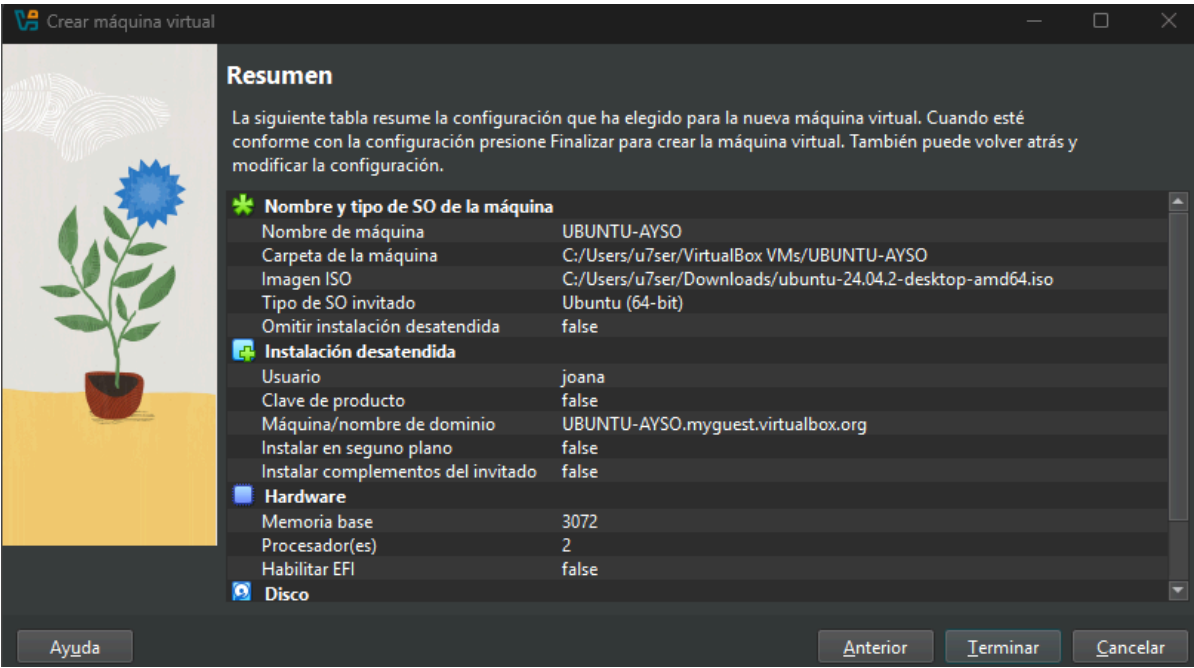 Crear máquina virtual
Resumen
La siguiente tabla resume la configuración que ha elegido para la nueva máquina virtual. Cuando esté
conforme con la configuración presione Finalizar para crear la máquina virtual. También puede volver atrás y
modificar la configuración.
Nombre y tipo de SO de la máquina
Nombre de máquina UBUNTU-AYSO
Carpeta de la máquina C:/Users/u7ser/VirtualBox VMs/UBUNTU-AYSO
Imagen ISO C:/Users/u7ser/Downloads/ubuntu-24.04.2-desktop-amd64.iso
Tipo de SO invitado Ubuntu (64-bit)
Omitir instalación desatendida false
Instalación desatendida
Usuario joana
Clave de producto false
Máquina/nombre de dominio UBUNTU-AYSO.myguest.virtualbox.org
Instalar en seguno plano false
Instalar complementos del invitado false
Hardware
Memoria base 3072
Procesador(es) 2
Habilitar EFI false
Disco
Ayuda Anterior Terminar Cancelar